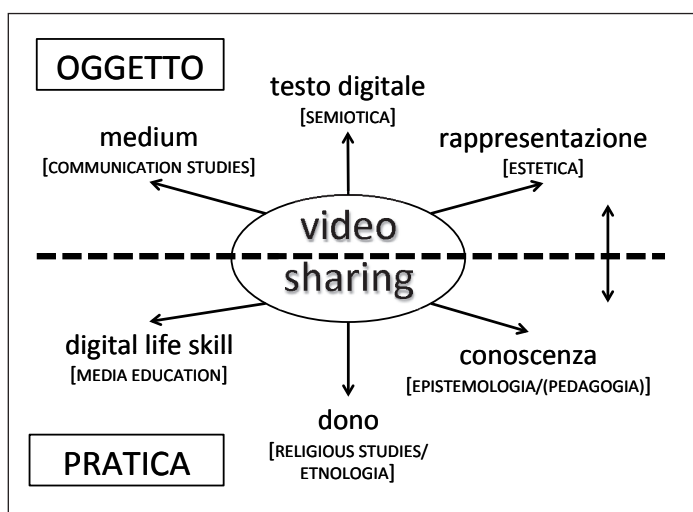 OGGETTO
testo digitale
[SEMIOTICA]
medium
[COMMUNICATION STUDIES]
rappresentazione
[ESTETICA]
video
sharing
digital life skill
[MEDIA EDUCATION]
conoscenza
[EPISTEMOLOGIA/(PEDAGOGIA)]
dono
[RELIGIOUS STUDIES/
ETNOLOGIA]
PRATICA